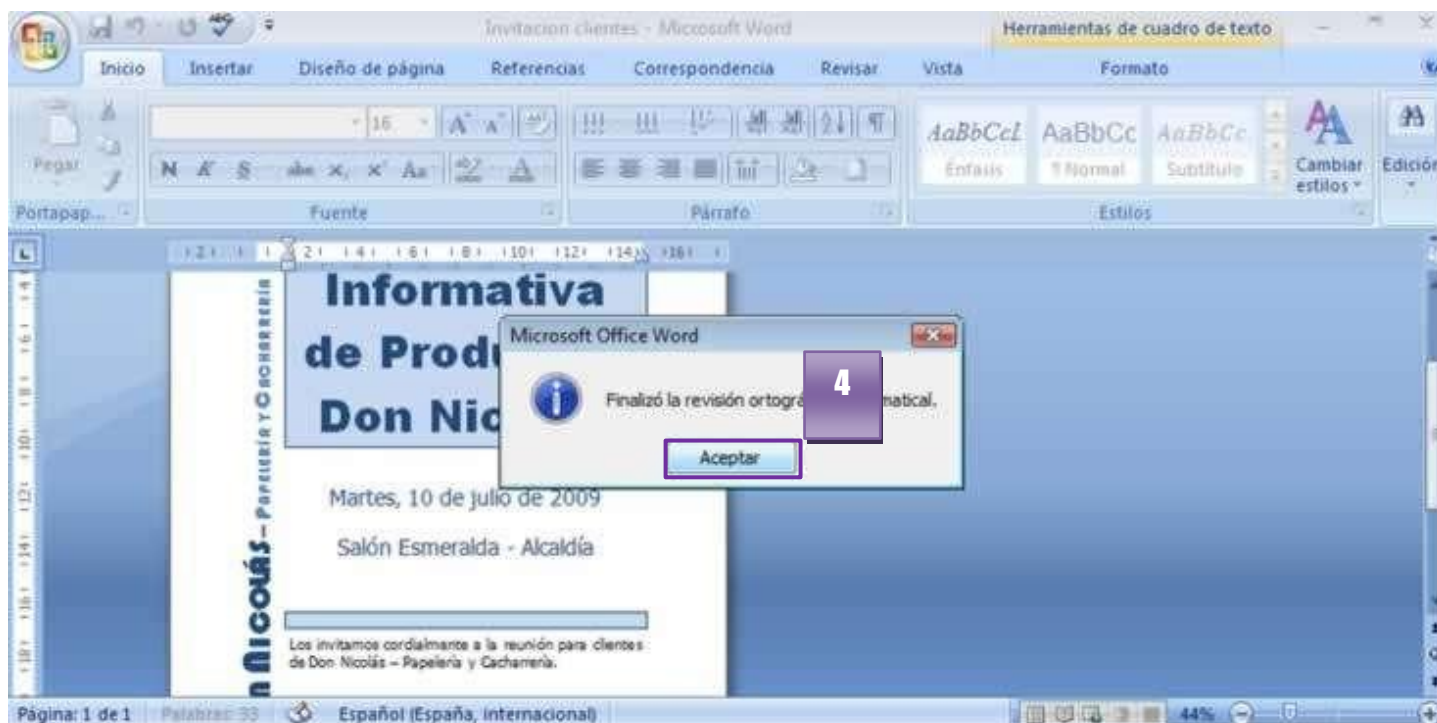 Invitacion clientes - Microsoft Word
Herramientas de cuadro de texto
Inicio Insertar Diseño de página Referencias Correspondencia Revisar Vista Formato
16
Pegar
N K S abc x, x' Aa
AaBbCcI AaBbCc AaBbCc
Énfasis ¶ Normal Subtítulo
Cambiar estilos
Edición
Portapap... Fuente Párrafo Estilos
Informativa
de Produ
Don Nic
Martes, 10 de julio de 2009
Salón Esmeralda - Alcaldía
Los invitamos cordialmente a la reunión para clientes
de Don Nicolás – Papelería y Cacharrería.
n Nicolás – Papelería y Cacharrería
Microsoft Office Word
Finalizó la revisión ortográ matical.
4
Aceptar
Página: 1 de 1 Palabras: 33 Español (España, internacional) 44%